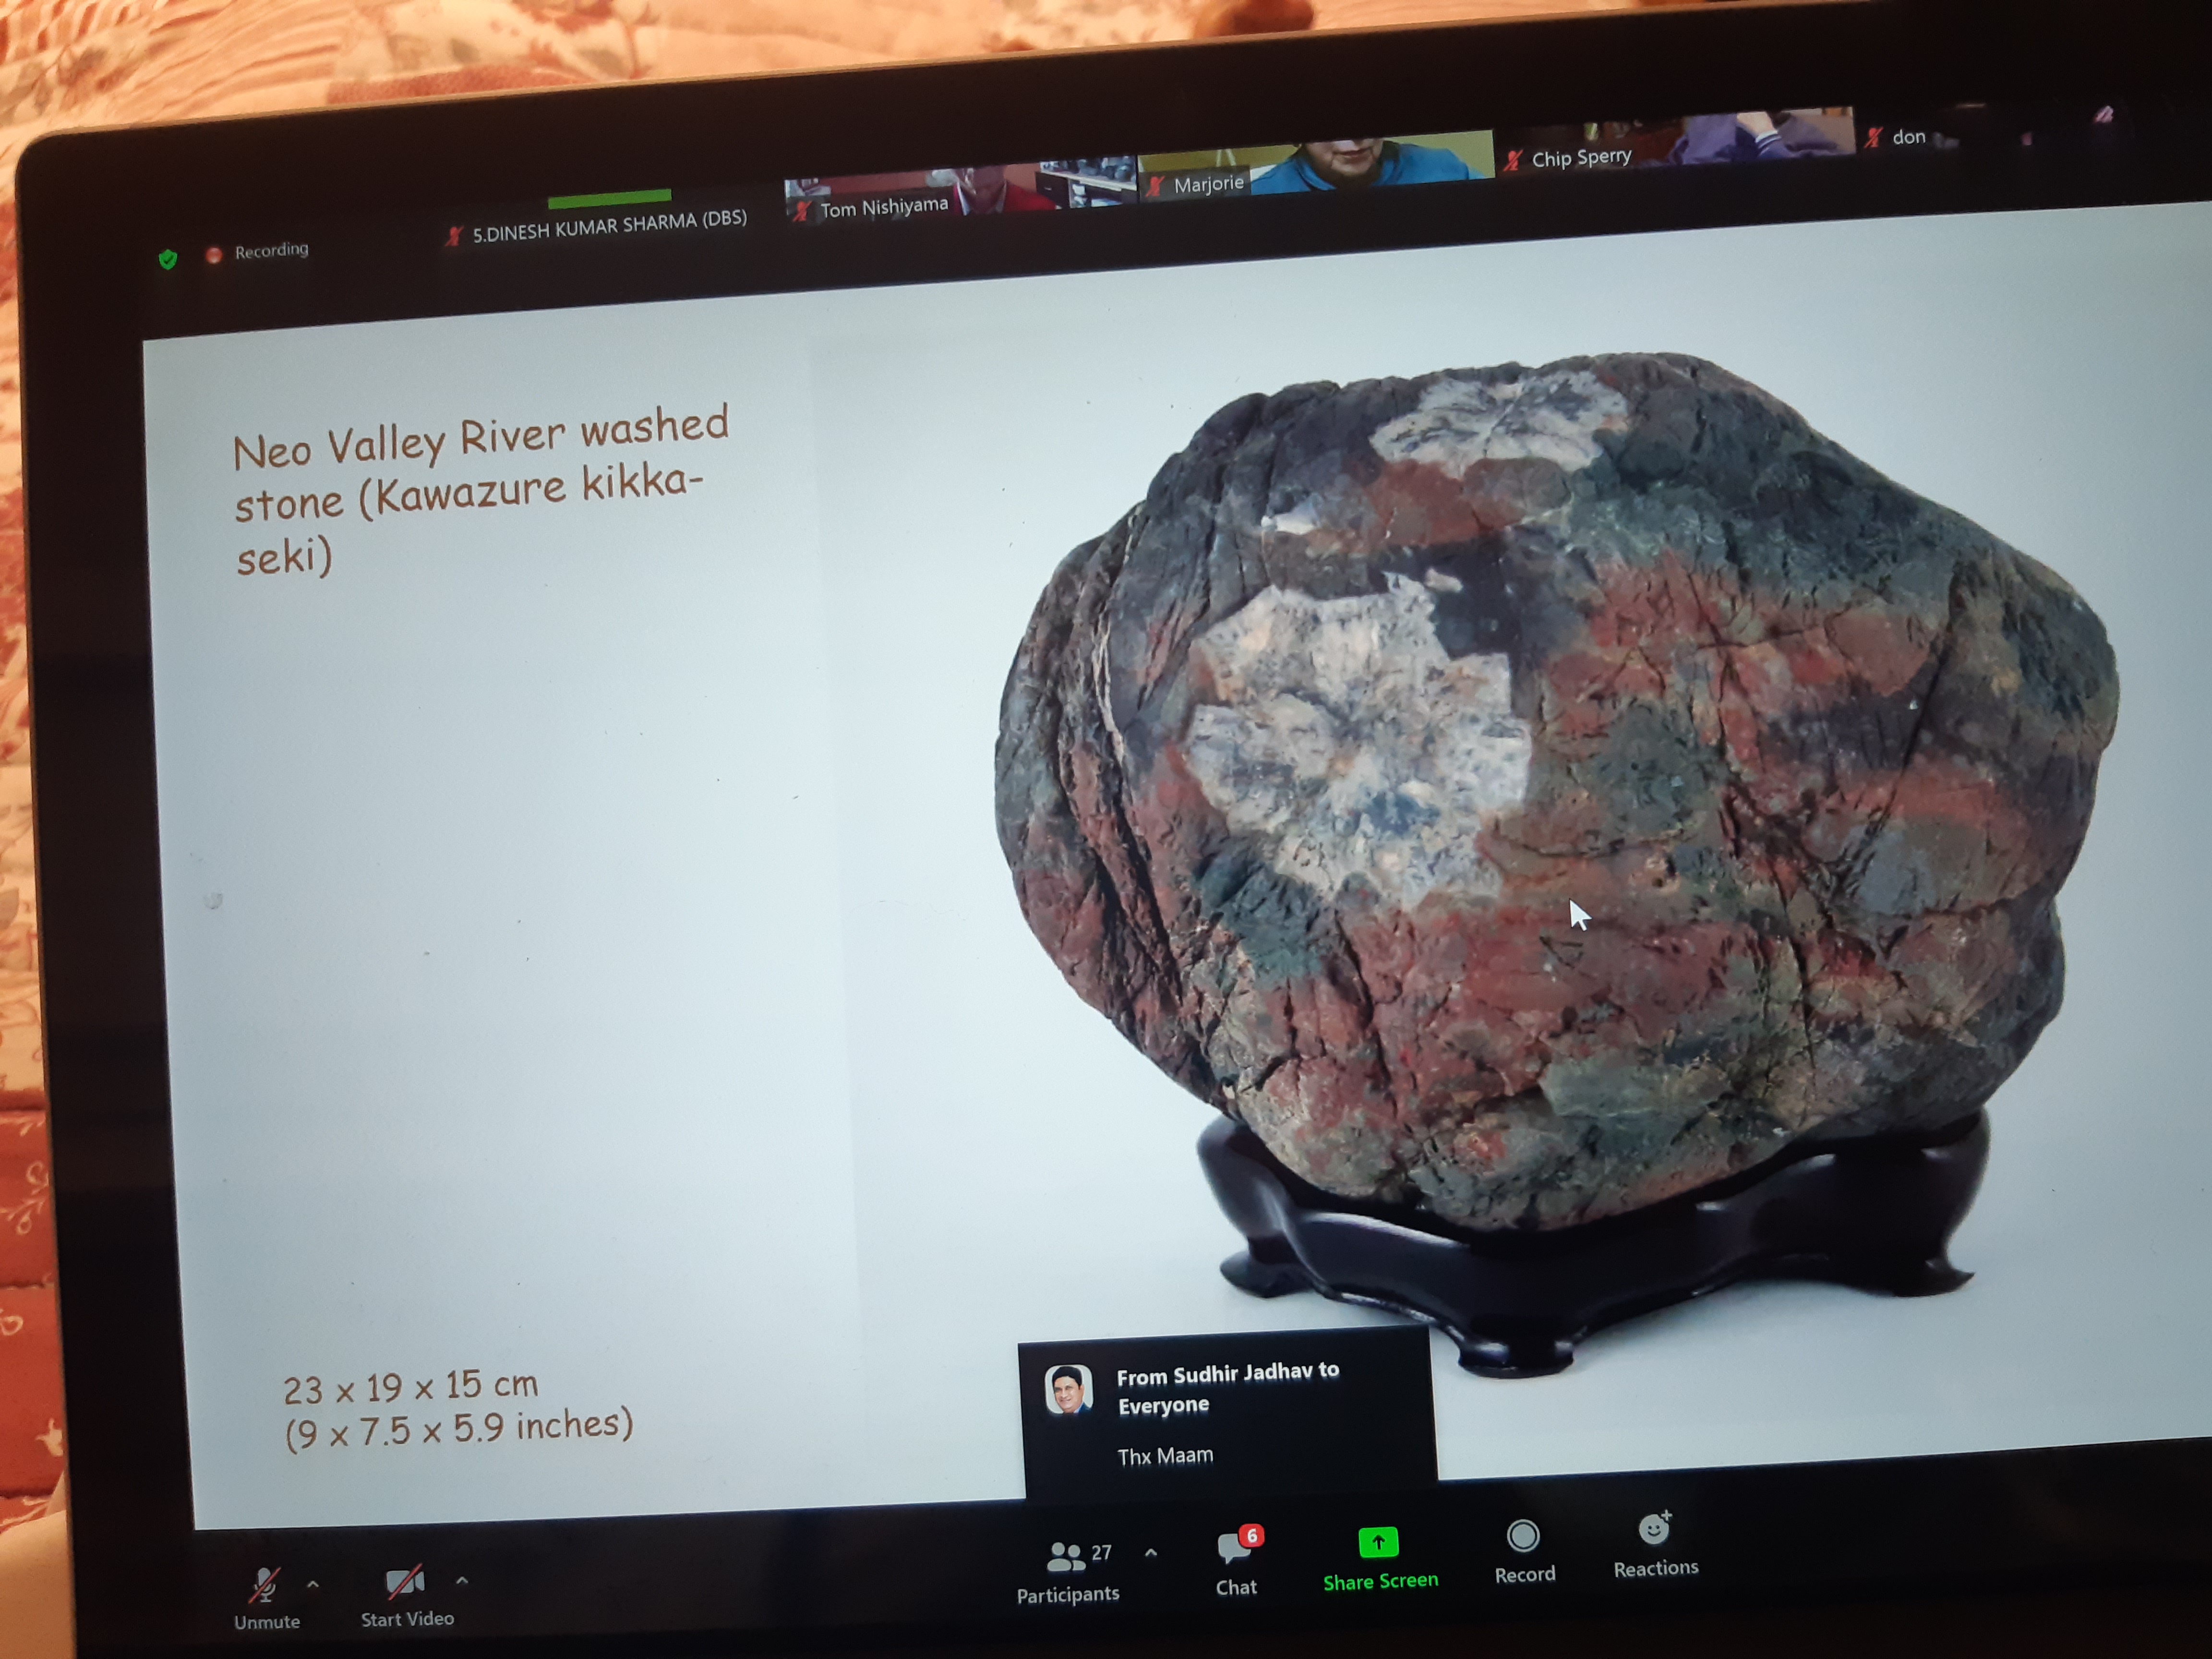 Recording
5.DINESH KUMAR SHARMA (DBS)
Tom Nishiyama
Marjorie
Chip Sperry
don
Neo Valley River washed
stone (Kawazure kikka-
seki)
23 x 19 x 15 cm
(9 x 7.5 x 5.9 inches)
From Sudhir Jadhav to
Everyone
Thx Maam
Unmute
Start Video
27
Participants
6
Chat
Share Screen
Record
Reactions